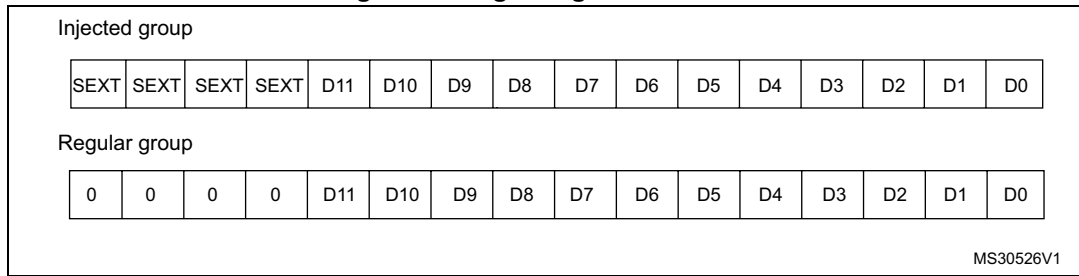 Injected group
SEXT SEXT SEXT SEXT D11 D10 D9 D8 D7 D6 D5 D4 D3 D2 D1 D0
Regular group
0 0 0 0 D11 D10 D9 D8 D7 D6 D5 D4 D3 D2 D1 D0
MS30526V1